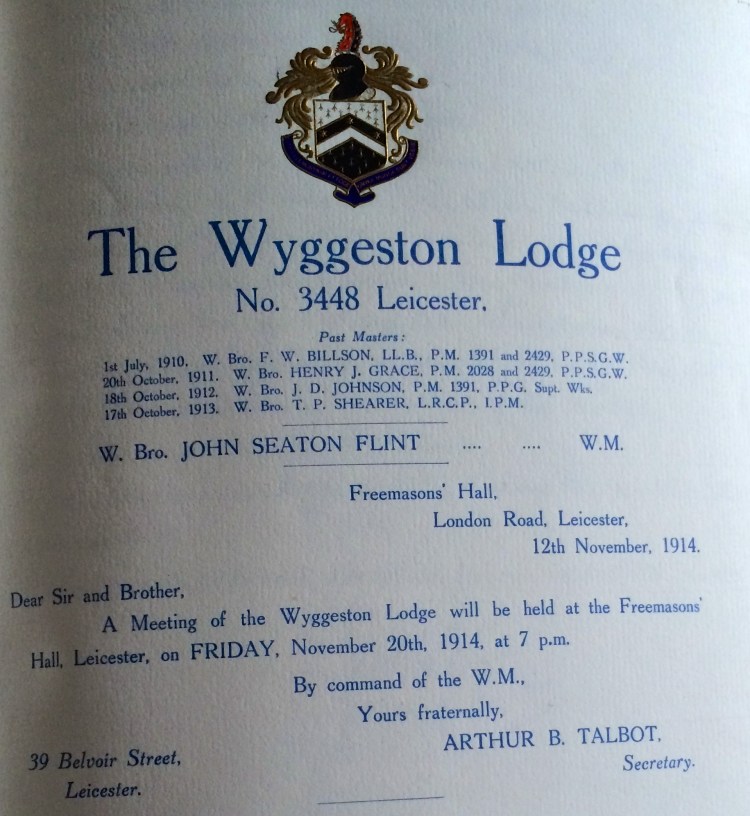 The Wyggeston Lodge
No. 3448 Leicester.
Past Masters:
1st July, 1910. W. Bro. F. W. BILLSON, LL.B., P.M. 1391 and 2429, P.P.S.G.W.
20th October, 1911. W. Bro. HENRY J. GRACE, P.M. 2028 and 2429, P.P.S.G.W.
18th October, 1912. W. Bro. J. D. JOHNSON, P.M. 1391, P.P.G. Supt. Wks.
17th October, 1913. W. Bro. T. P. SHEARER, L.R.C.P., I.P.M.
W. Bro. JOHN SEATON FLINT .... .... W.M.
Freemasons' Hall,
London Road, Leicester,
12th November, 1914.
Dear Sir and Brother,
A Meeting of the Wyggeston Lodge will be held at the Freemasons'
Hall, Leicester, on FRIDAY, November 20th, 1914, at 7 p.m.
By command of the W.M.,
Yours fraternally,
ARTHUR B. TALBOT,
Secretary.
39 Belvoir Street,
Leicester.